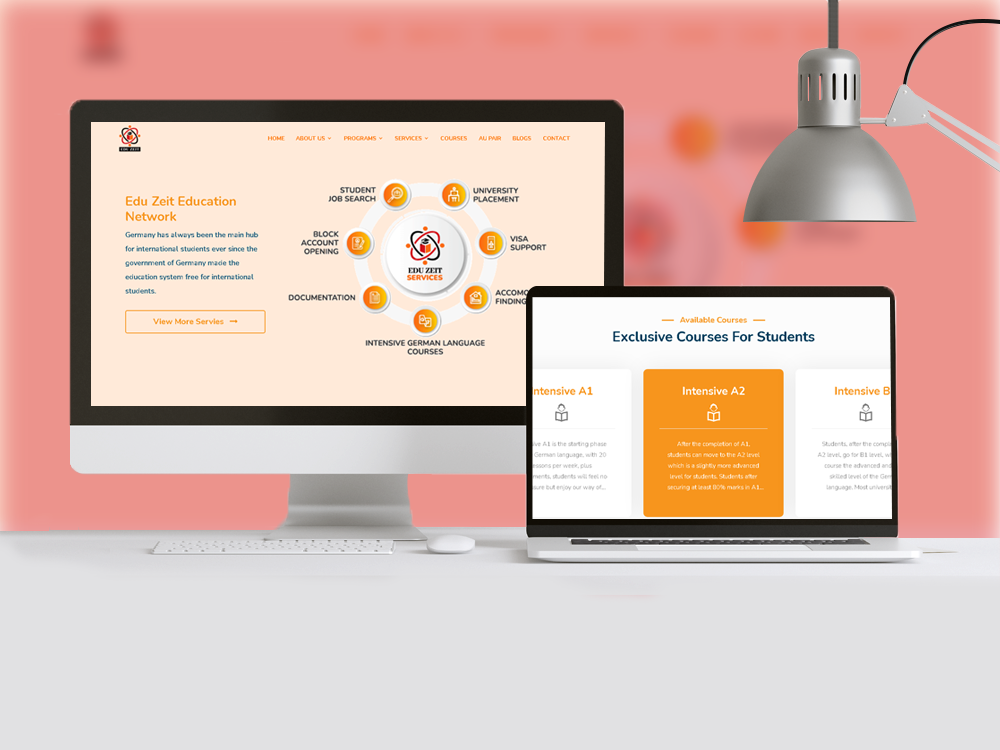 EDU ZEIT
HOME ABOUT US PROGRAMS SERVICES COURSES AU PAIR BLOGS CONTACT
Edu Zeit Education
Network
Germany has always been the main hub
for international students ever since the
government of Germany made the
education system free for international
students.
View More Servies
STUDENT
JOB SEARCH
UNIVERSITY
PLACEMENT
BLOCK
ACCOUNT
OPENING
VISA
SUPPORT
EDU ZEIT
SERVICES
DOCUMENTATION
ACCOMO
FINDING
INTENSIVE GERMAN LANGUAGE
COURSES
Available Courses
Exclusive Courses For Students
ntensive A1
ive A1 is the starting phase
German language, with 20
essons per week, plus
ments, students will feel no
sure but enjoy our way of...
Intensive A2
After the completion of A1,
students can move to the A2 level
which is a slightly more advanced
level for students. Students after
securing at least 80% marks in A1...
Intensive B
Students, after the comple
A2 level, go for B1 level, wh
course the advanced and
skilled level of the Germ
language. Most universit